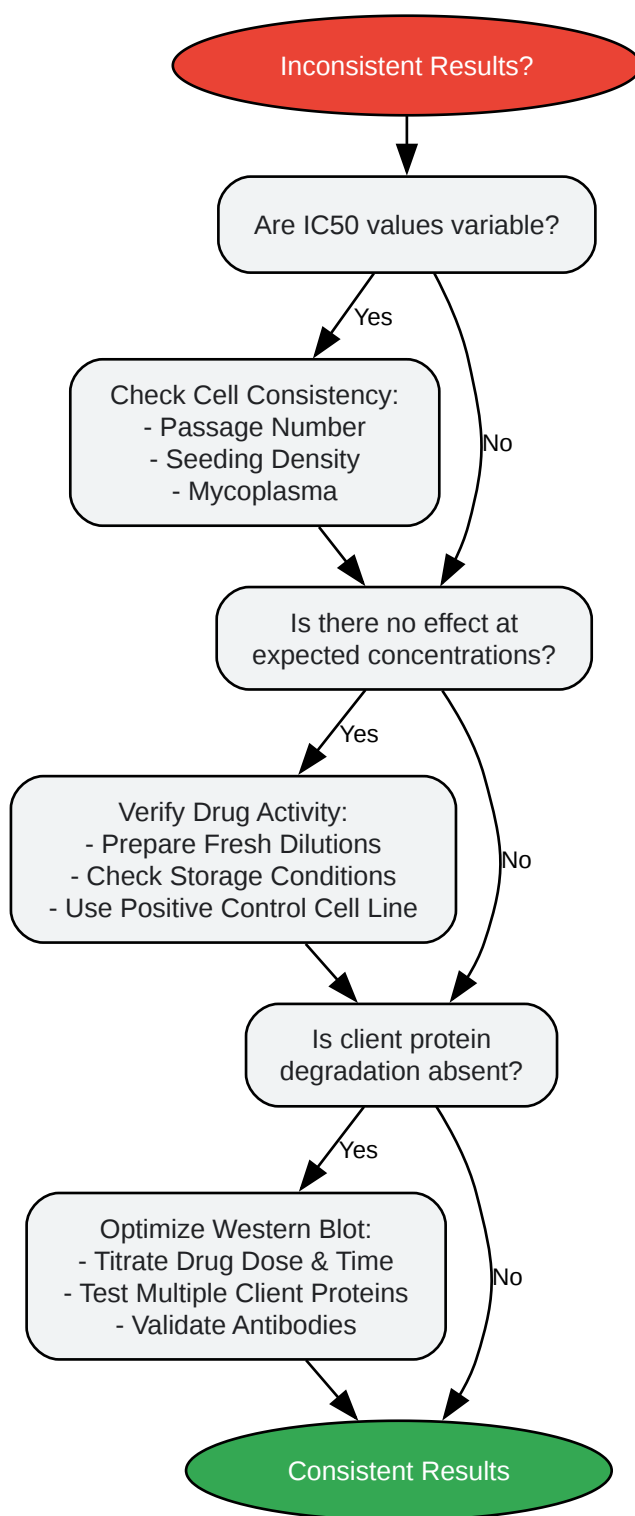 Inconsistent Results?
Are IC50 values variable?
Yes
Check Cell Consistency:
- Passage Number
- Seeding Density
- Mycoplasma
No
Is there no effect at
expected concentrations?
Yes
Verify Drug Activity:
- Prepare Fresh Dilutions
- Check Storage Conditions
- Use Positive Control Cell Line
No
Is client protein
degradation absent?
Yes
Optimize Western Blot:
- Titrate Drug Dose & Time
- Test Multiple Client Proteins
- Validate Antibodies
No
Consistent Results